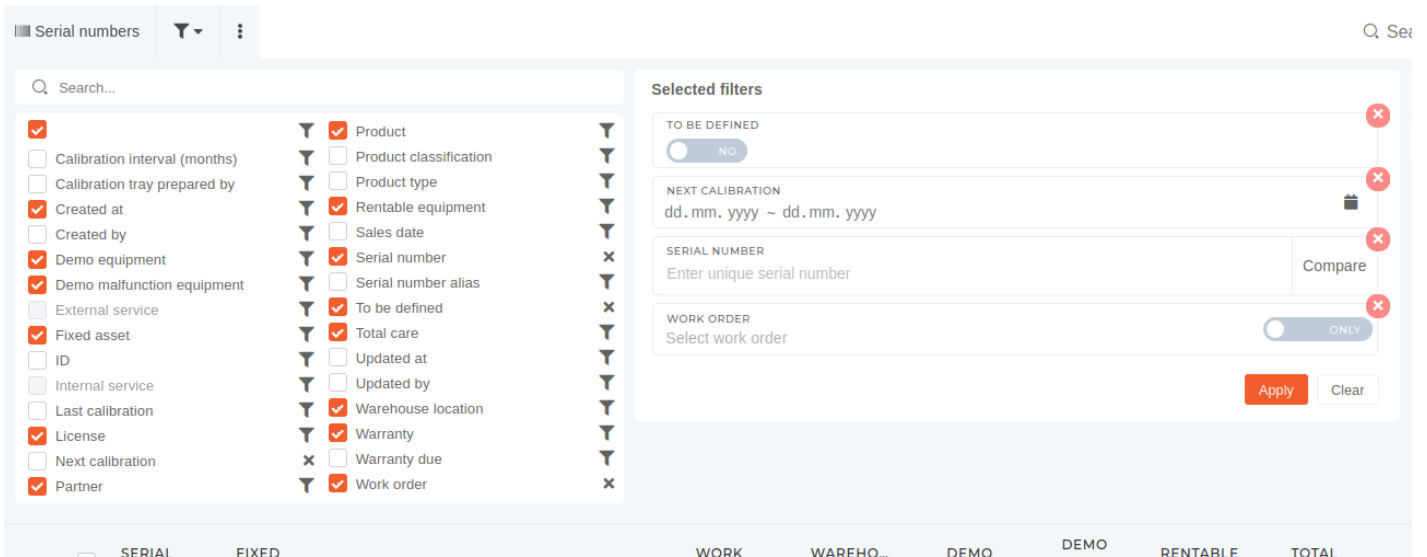 Serial numbers
Search...
Calibration interval (months)
Calibration tray prepared by
Created at
Created by
Demo equipment
Demo malfunction equipment
External service
Fixed asset
ID
Internal service
Last calibration
License
Next calibration
Partner
Product
Product classification
Product type
Rentable equipment
Sales date
Serial number
Serial number alias
To be defined
Total care
Updated at
Updated by
Warehouse location
Warranty
Warranty due
Work order
Selected filters
TO BE DEFINED
NO
NEXT CALIBRATION
dd.mm.yyyy ~ dd.mm.yyyy
SERIAL NUMBER
Enter unique serial number
Compare
WORK ORDER
Select work order
ONLY
Apply Clear
SERIAL FIXED WORK WAREHO... DEMO DEMO RENTABLE TOTAL